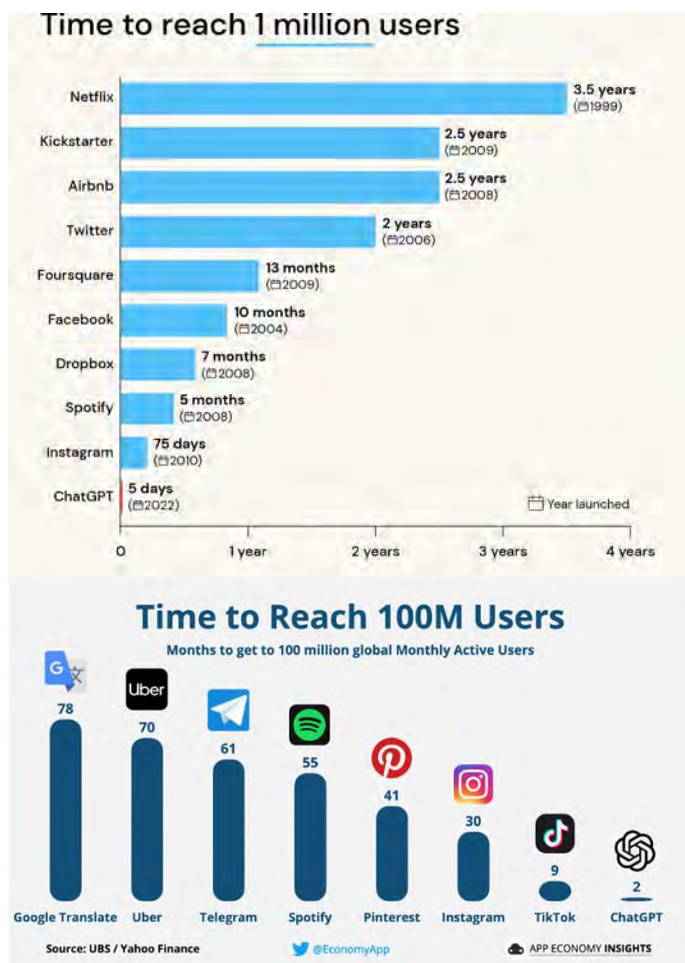 Time to reach 1 million users
Netflix
3.5 years
(1999)
Kickstarter
2.5 years
(2009)
Airbnb
2.5 years
(2008)
Twitter
2 years
(2006)
Foursquare
13 months
(2009)
Facebook
10 months
(2004)
Dropbox
7 months
(2008)
Spotify
5 months
(2008)
Instagram
75 days
(2010)
ChatGPT
5 days
(2022)
Year launched
0 1 year 2 years 3 years 4 years
Time to Reach 100M Users
Months to get to 100 million global Monthly Active Users
G 文
Uber
78 70 61 55 41 30 9 2
Google Translate Uber Telegram Spotify Pinterest Instagram TikTok ChatGPT
Source: UBS / Yahoo Finance @EconomyApp APP ECONOMY INSIGHTS